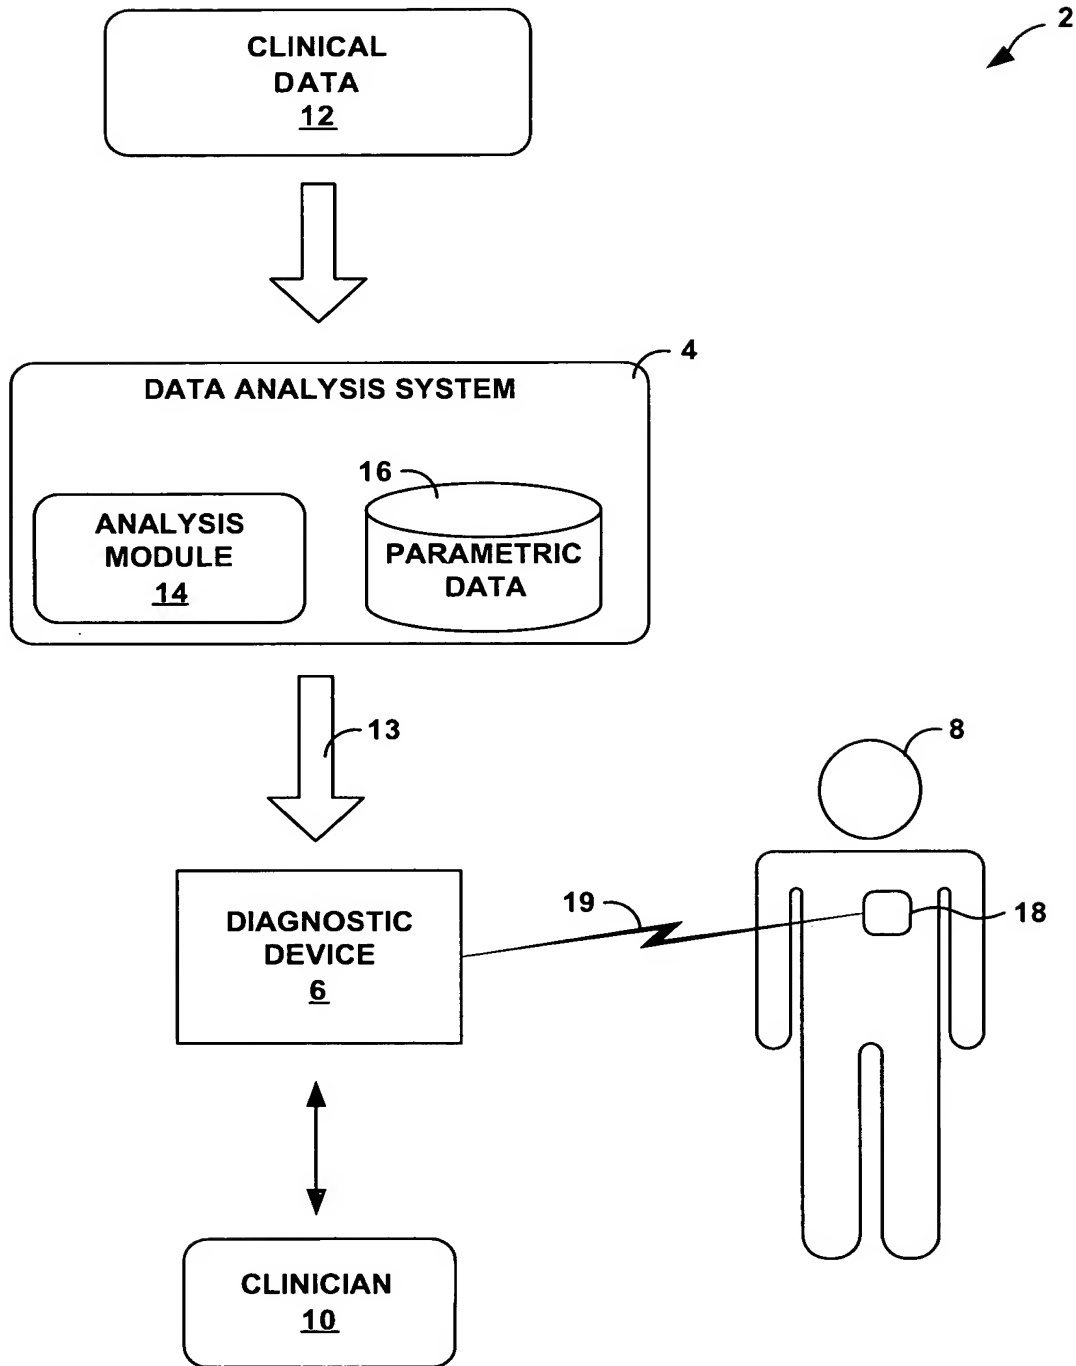 2
CLINICAL
DATA
12
4
DATA ANALYSIS SYSTEM
16
ANALYSIS
MODULE
14
PARAMETRIC
DATA
13
8
DIAGNOSTIC
DEVICE
6
19
18
CLINICIAN
10